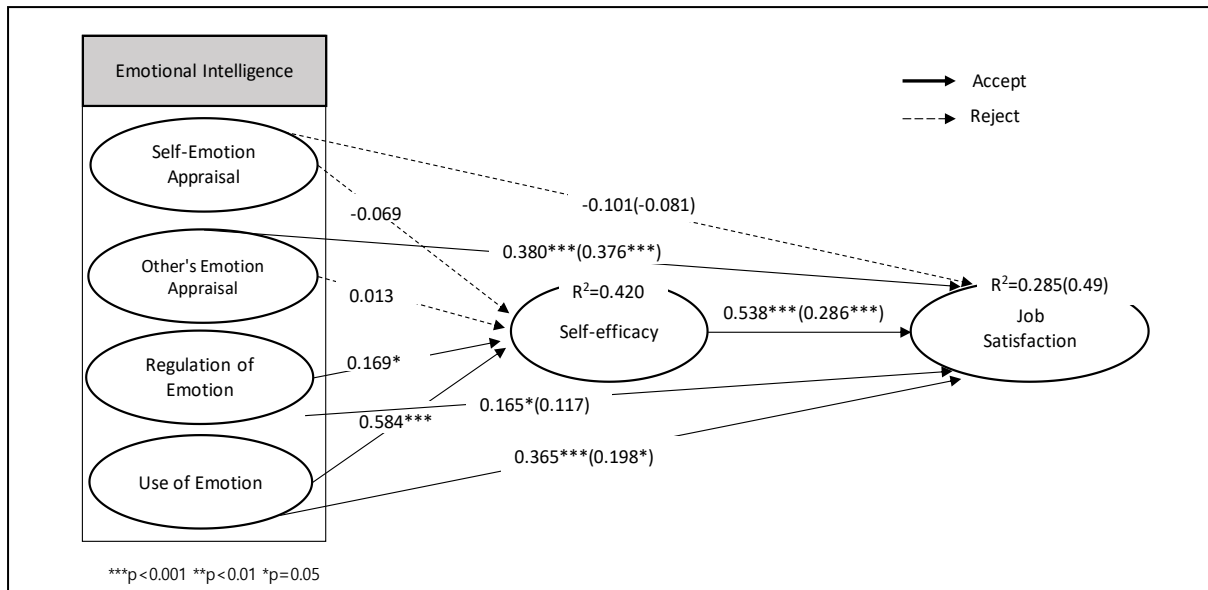 Emotional Intelligence
Accept
Reject
Self-Emotion
Appraisal
-0.069
-0.101(-0.081)
0.380***(0.376***)
Other's Emotion
Appraisal
0.013
R²=0.420
Self-efficacy
0.538***(0.286***)
R²=0.285(0.49)
Job
Satisfaction
Regulation of
Emotion
0.169*
0.165*(0.117)
0.584***
0.365***(0.198*)
Use of Emotion
***p<0.001 **p<0.01 *p=0.05